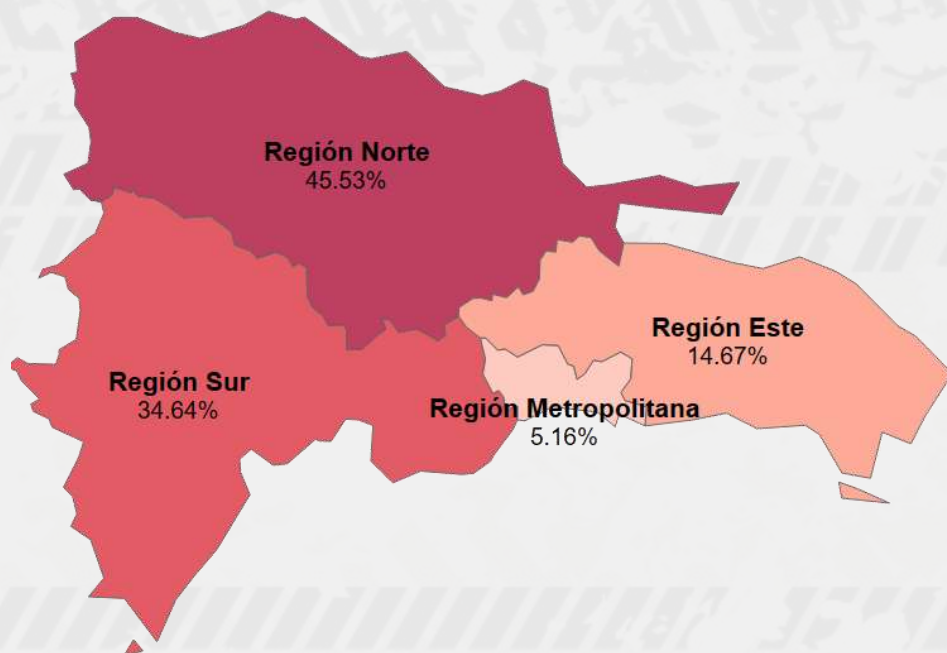 Región Norte
45.53%
Región Este
14.67%
Región Sur
34.64%
Región Metropolitana
5.16%